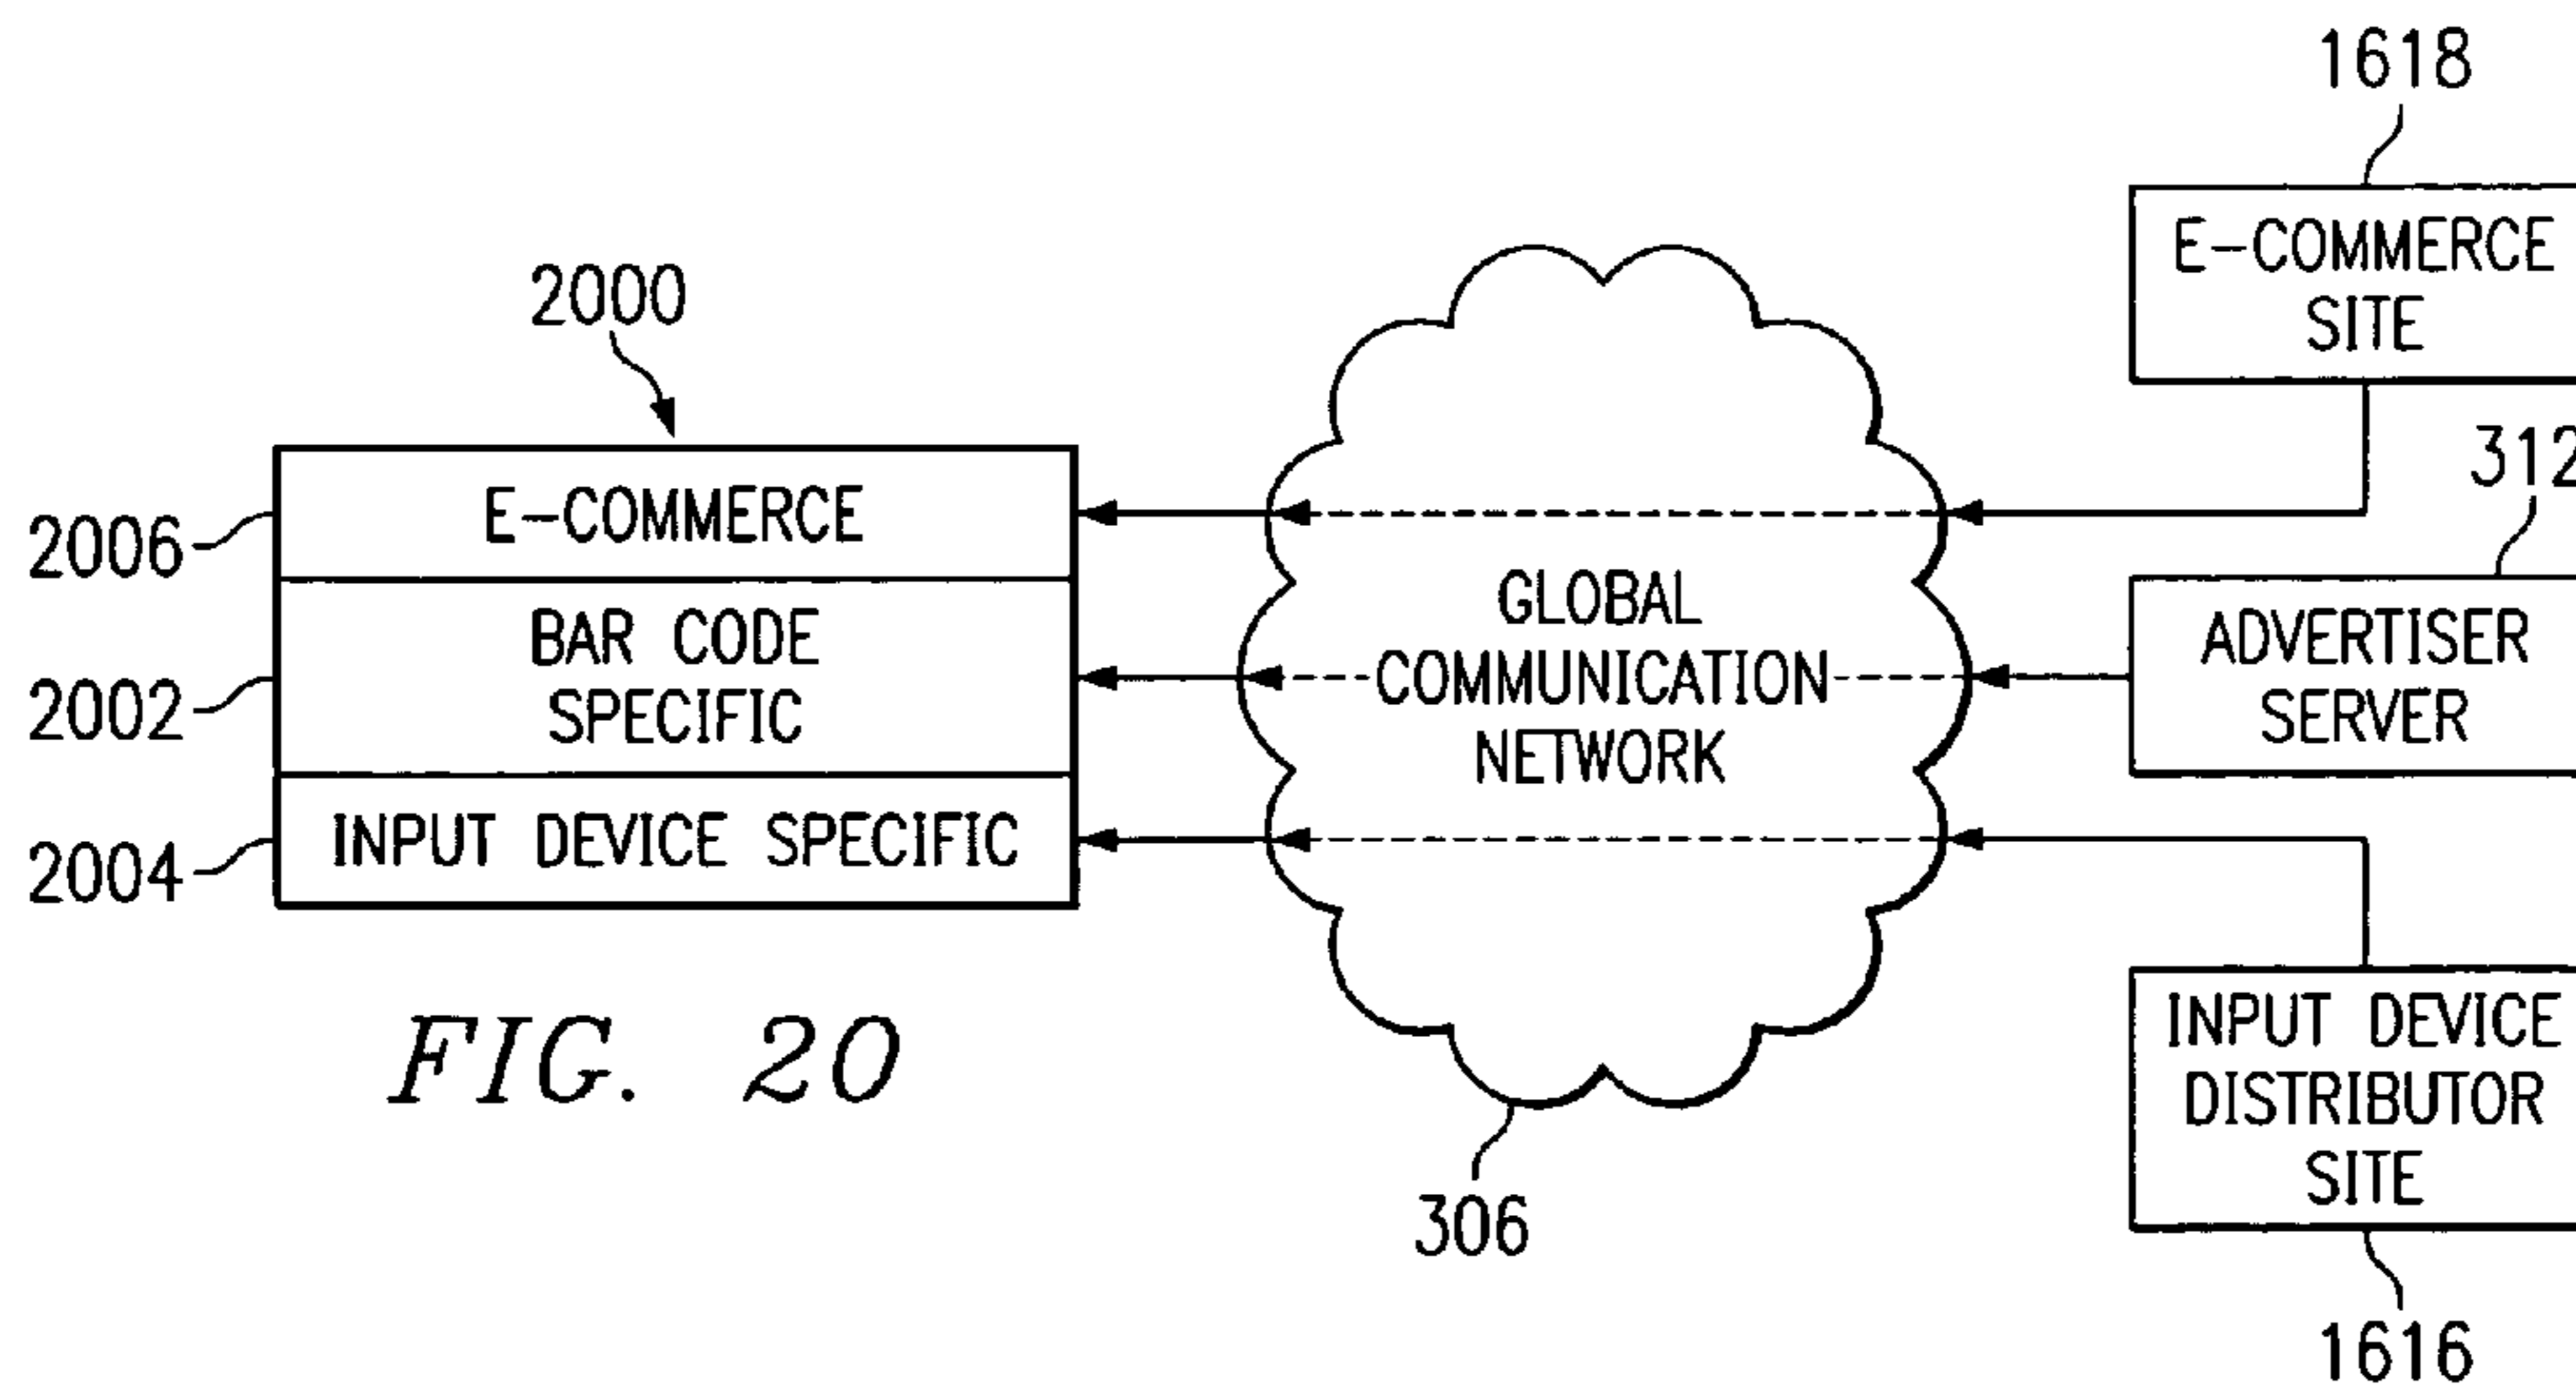 1618
E-COMMERCE
SITE
2000
312
2006
E-COMMERCE
2002
BAR CODE
SPECIFIC
2004
INPUT DEVICE SPECIFIC
GLOBAL
COMMUNICATION
NETWORK
ADVERTISER
SERVER
INPUT DEVICE
DISTRIBUTOR
SITE
FIG. 20
306
1616